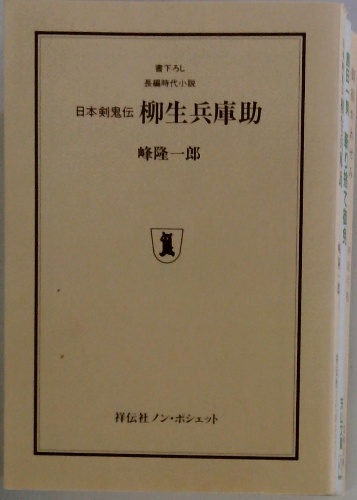 書下ろし
長編時代小説
日本剣鬼伝 柳生兵庫助
峰隆一郎
祥伝社ノン・ポシェット